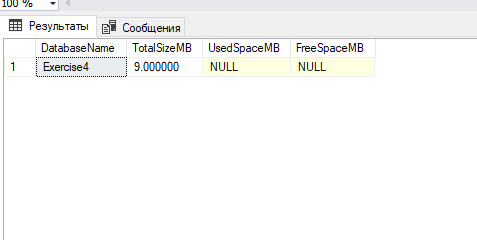 100 %
Результаты Сообщения
DatabaseName TotalSizeMB UsedSpaceMB FreeSpaceMB
1 Exercise4 9.000000 NULL NULL